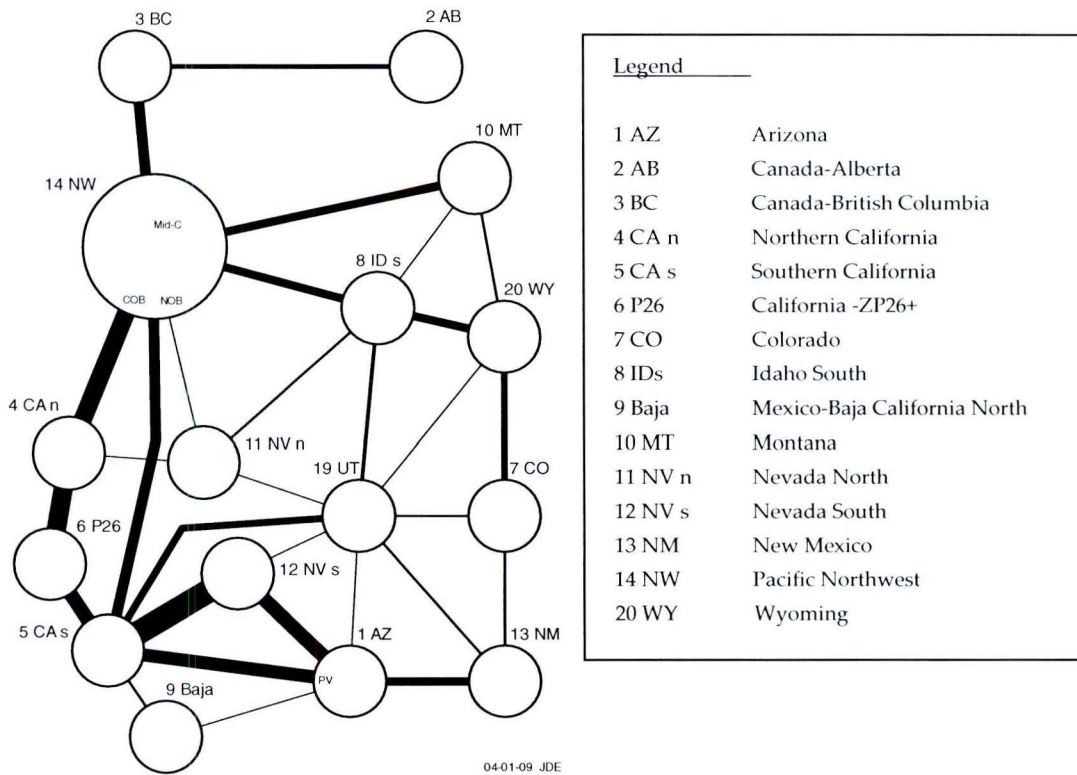 3 BC
2 AB
10 MT
14 NW
Mid-C
8 ID s
20 WY
COB NOB
4 CA n
11 NV n
19 UT
7 CO
6 P26
12 NV s
5 CA s
1 AZ
13 NM
PV
9 Baja
04-01-09 JDE
Legend
1 AZ Arizona
2 AB Canada-Alberta
3 BC Canada-British Columbia
4 CA n Northern California
5 CA s Southern California
6 P26 California -ZP26+
7 CO Colorado
8 IDs Idaho South
9 Baja Mexico-Baja California North
10 MT Montana
11 NV n Nevada North
12 NV s Nevada South
13 NM New Mexico
14 NW Pacific Northwest
20 WY Wyoming